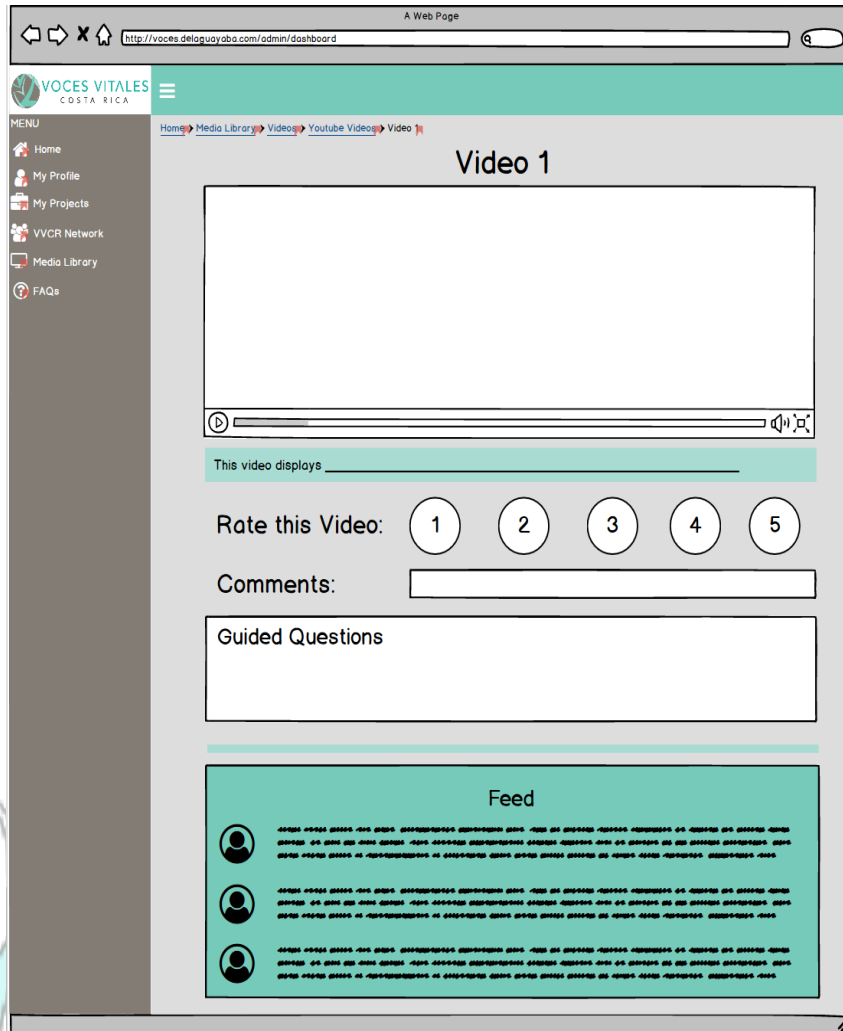 A Web Page
http://voces.delaguayaba.com/admin/dashboard
VOCES VITALES
COSTA RICA
MENU
Home
My Profile
My Projects
VVCR Network
Media Library
FAQs
Home Media Library Videos Youtube Videos Video 1
Video 1
This video displays
Rate this Video: 1 2 3 4 5
Comments:
Guided Questions
Feed